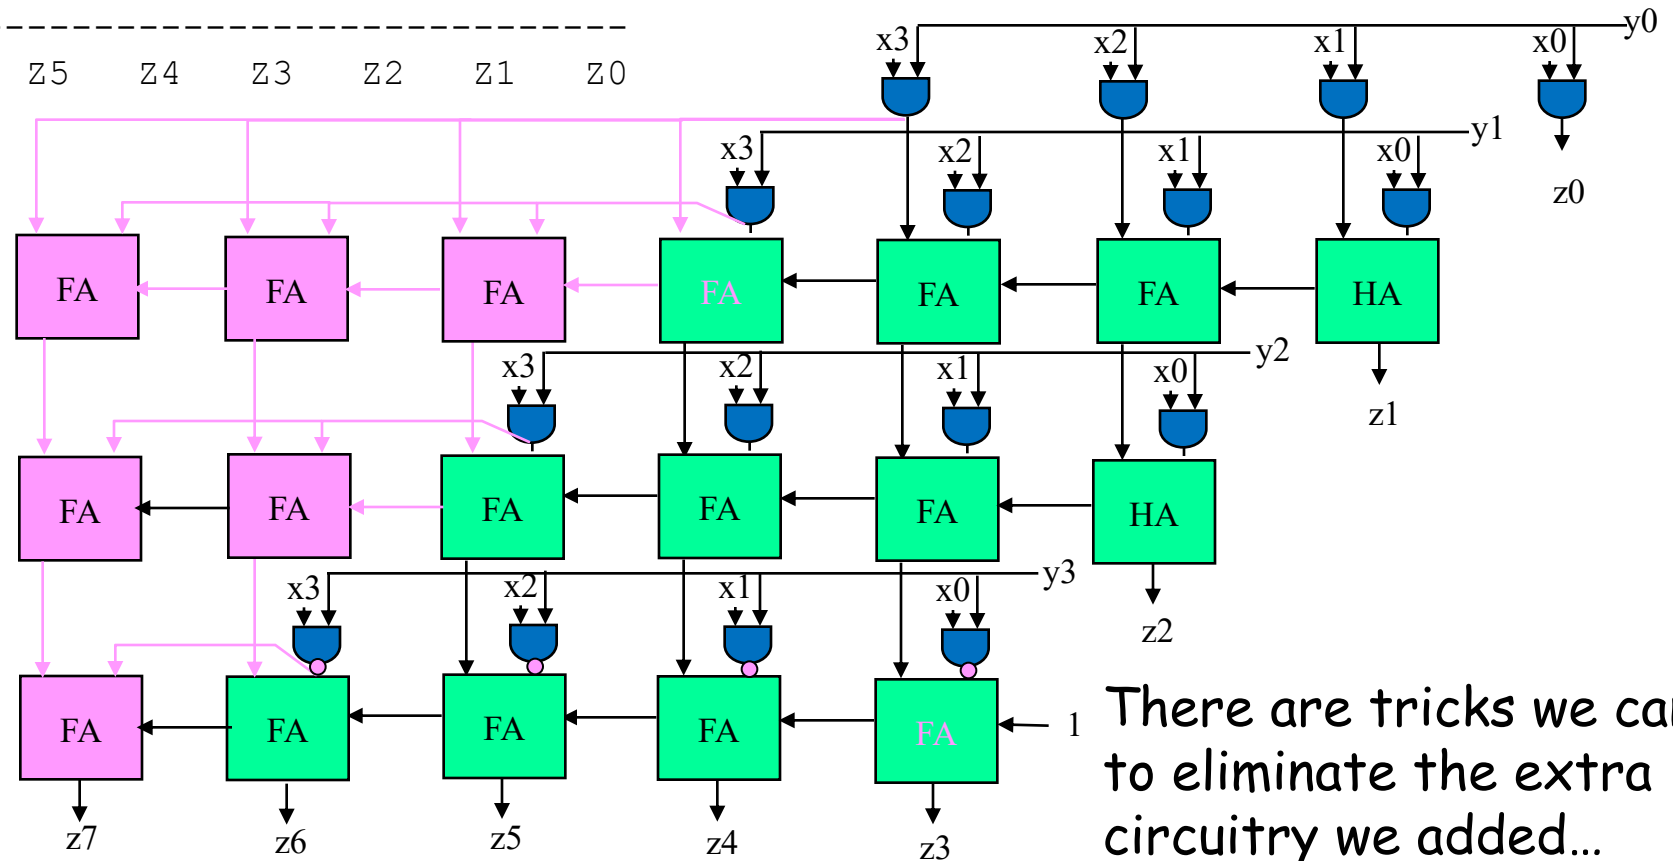 x3 x2 x1 x0 y0
Z5 Z4 Z3 Z2 Z1 Z0
x3 x2 x1 x0 y1
z0
FA FA FA FA FA FA HA
x3 x2 x1 x0 y2
z1
FA FA FA FA FA HA
x3 x2 x1 x0 y3
z2
FA FA FA FA FA 1
z7 z6 z5 z4 z3
There are tricks we
to eliminate the extra
circuitry we added...